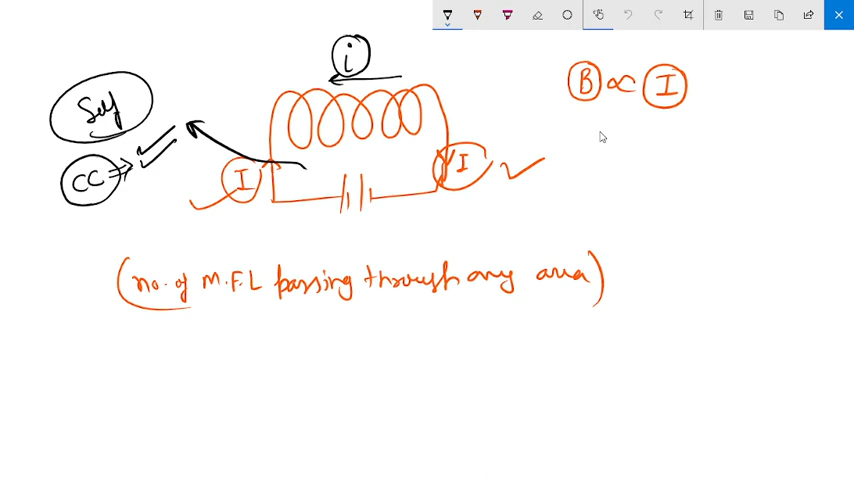 i
B ∝ I
Self
CC ⇒
I
I
(no. of M.F.L passing through any area)